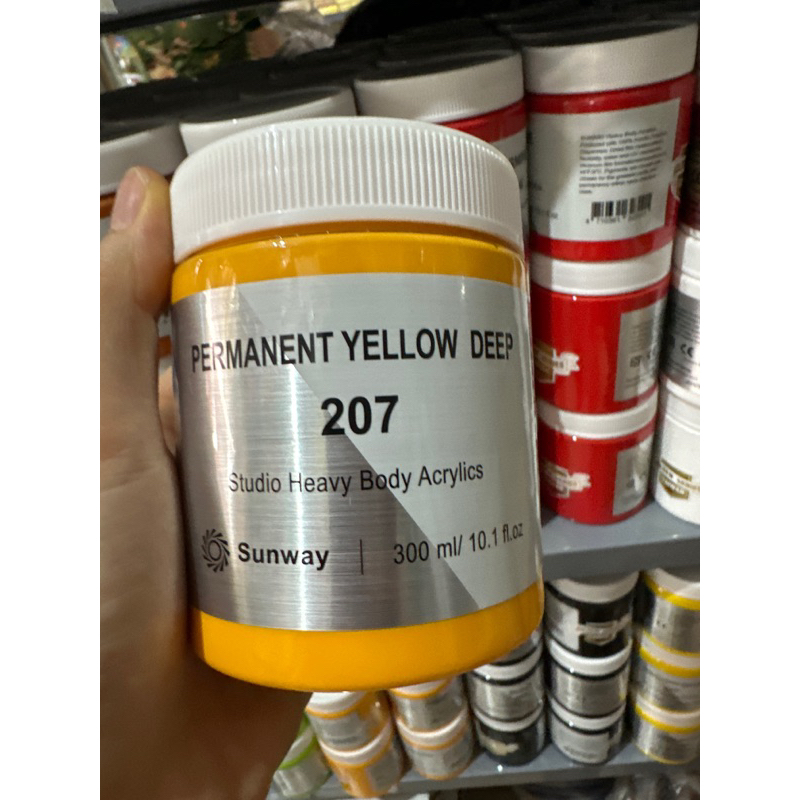 PERMANENT YELLOW DEEP
207
Studio Heavy Body Acrylics
Sunway
300 ml/ 10.1 fl.oz